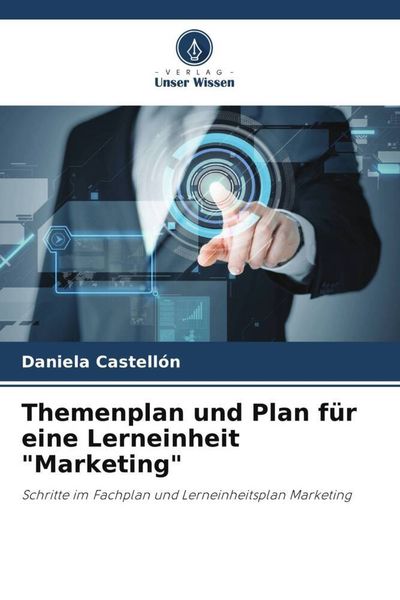 - VERLAG -
Unser Wissen
Daniela Castellón
Themenplan und Plan für
eine Lerneinheit
"Marketing"
Schritte im Fachplan und Lerneinheitsplan Marketing